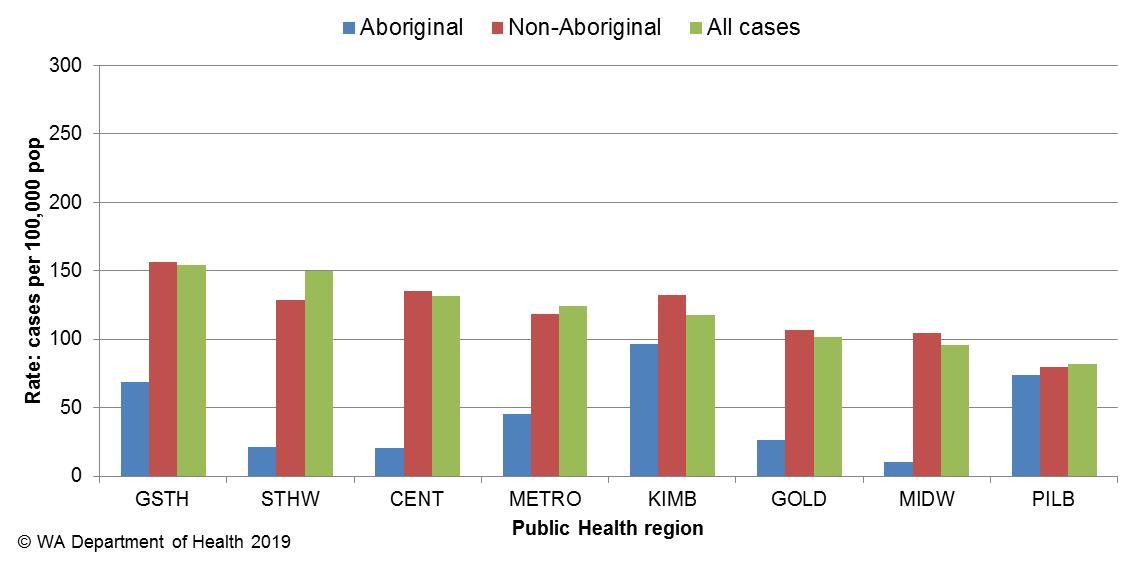 Aboriginal Non-Aboriginal All cases
300
250
200
150
100
50
0
Rate: cases per 100,000 pop
GSTH STHW CENT METRO KIMB GOLD MIDW PILB
Public Health region
© WA Department of Health 2019